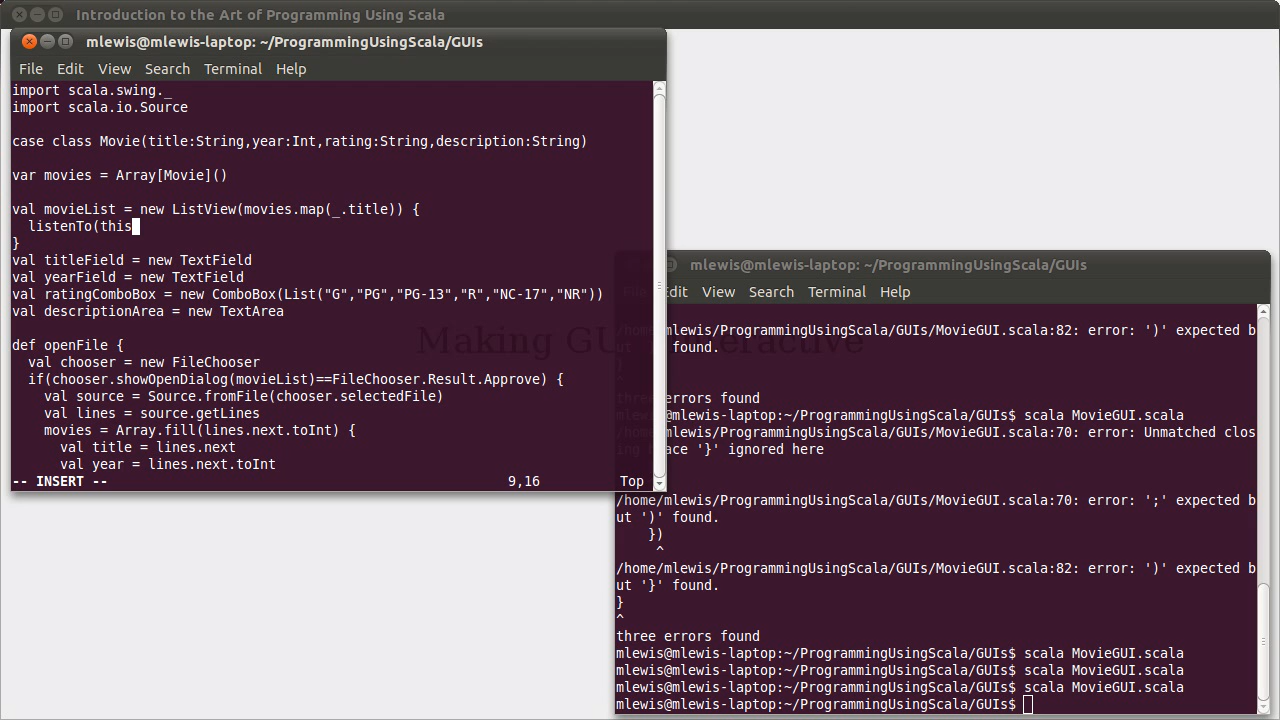 Introduction to the Art of Programming Using Scala
mlewis@mlewis-laptop: ~/ProgrammingUsingScala/GUIs
File Edit View Search Terminal Help
import scala.swing._
import scala.io.Source
case class Movie(title:String,year:Int,rating:String,description:String)
var movies = Array[Movie]()
val movieList = new ListView(movies.map(_.title)) {
  listenTo(this
}
val titleField = new TextField
val yearField = new TextField
val ratingComboBox = new ComboBox(List("G","PG","PG-13","R","NC-17","NR"))
val descriptionArea = new TextArea
def openFile {
  val chooser = new FileChooser
  if(chooser.showOpenDialog(movieList)==FileChooser.Result.Approve) {
    val source = Source.fromFile(chooser.selectedFile)
    val lines = source.getLines
    movies = Array.fill(lines.next.toInt) {
      val title = lines.next
      val year = lines.next.toInt
-- INSERT -- 9,16 Top
Making GU eractive
mlewis@mlewis-laptop: ~/ProgrammingUsingScala/GUIs
File Edit View Search Terminal Help
/home/mlewis/ProgrammingUsingScala/GUIs/MovieGUI.scala:82: error: ')' expected b
ut found.
}
^
three errors found
mlewis@mlewis-laptop:~/ProgrammingUsingScala/GUIs$ scala MovieGUI.scala
/home/mlewis/ProgrammingUsingScala/GUIs/MovieGUI.scala:70: error: Unmatched clos
ing brace '}' ignored here
/home/mlewis/ProgrammingUsingScala/GUIs/MovieGUI.scala:70: error: ';' expected b
ut ')' found.
    })
     ^
/home/mlewis/ProgrammingUsingScala/GUIs/MovieGUI.scala:82: error: ')' expected b
ut '}' found.
}
^
three errors found
mlewis@mlewis-laptop:~/ProgrammingUsingScala/GUIs$ scala MovieGUI.scala
mlewis@mlewis-laptop:~/ProgrammingUsingScala/GUIs$ scala MovieGUI.scala
mlewis@mlewis-laptop:~/ProgrammingUsingScala/GUIs$ scala MovieGUI.scala
mlewis@mlewis-laptop:~/ProgrammingUsingScala/GUIs$